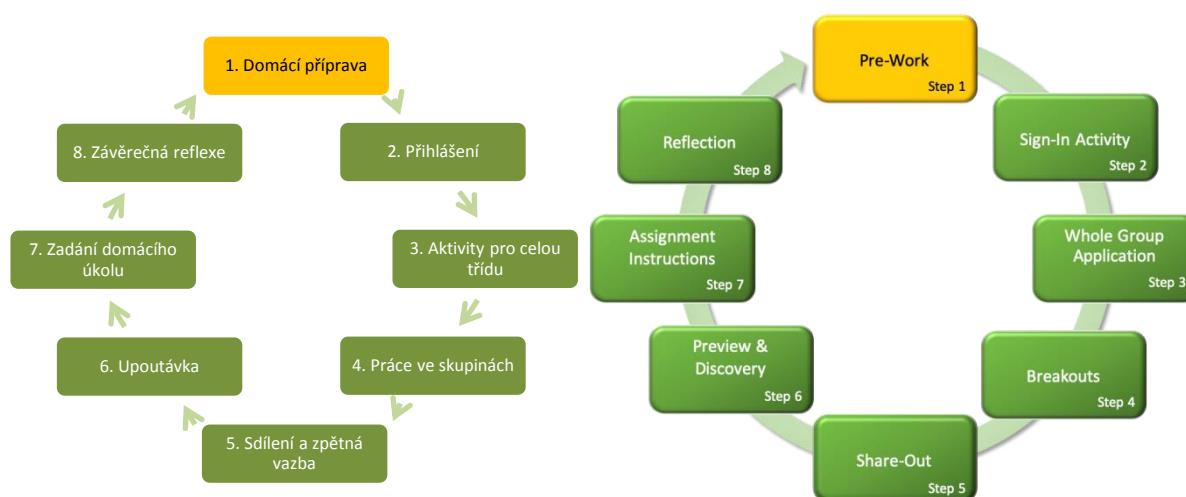 1. Domácí příprava
2. Přihlášení
3. Aktivity pro celou
třídu
4. Práce ve skupinách
5. Sdílení a zpětná
vazba
6. Upoutávka
7. Zadání domácího
úkolu
8. Závěrečná reflexe
Pre-Work
Step 1
Sign-In Activity
Step 2
Whole Group
Application
Step 3
Breakouts
Step 4
Share-Out
Step 5
Preview &
Discovery
Step 6
Assignment
Instructions
Step 7
Reflection
Step 8